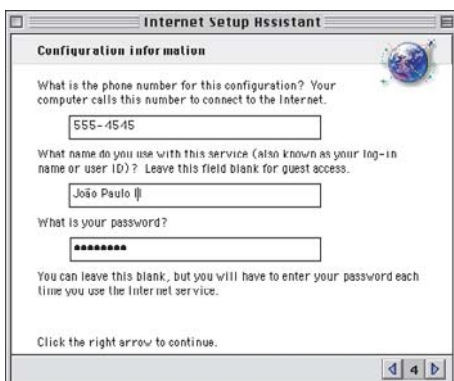 Internet Setup Assistant
Configuration information
What is the phone number for this configuration? Your
computer calls this number to connect to the Internet.
555-4545
What name do you use with this service (also known as your log-in
name or user ID)? Leave this field blank for guest access.
João Paulo II
What is your password?
••••••••
You can leave this blank, but you will have to enter your password each
time you use the Internet service.
Click the right arrow to continue.
4